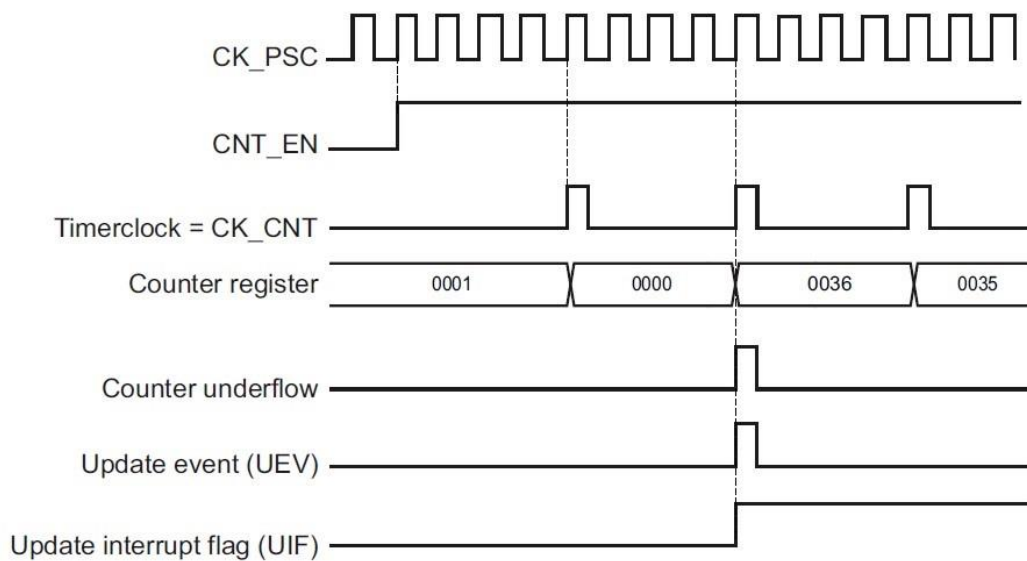 CK_PSC
CNT_EN
Timerclock = CK_CNT
Counter register 0001 0000 0036 0035
Counter underflow
Update event (UEV)
Update interrupt flag (UIF)